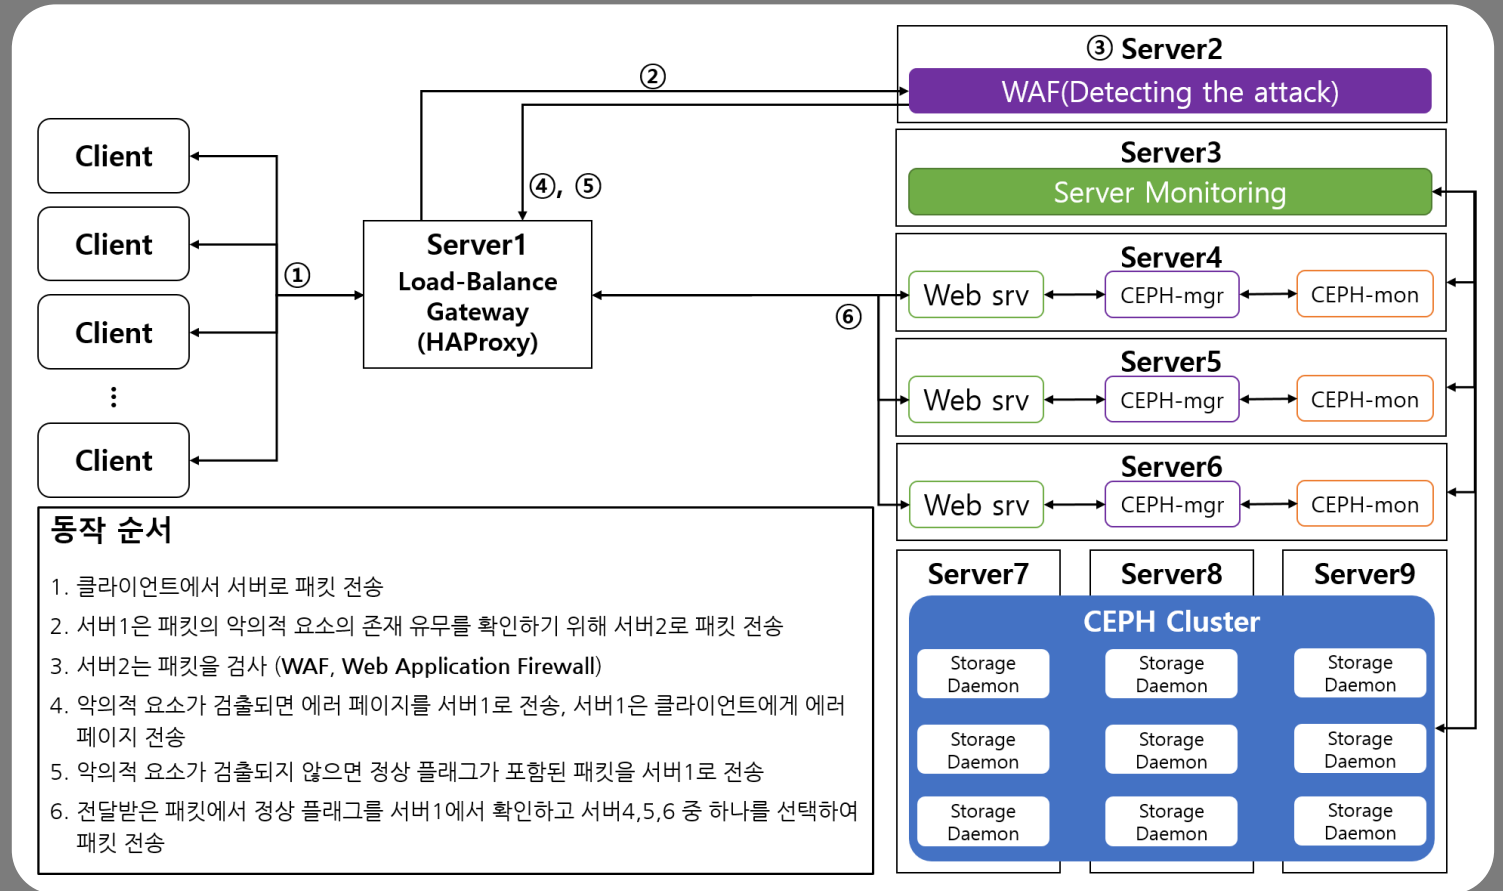 ③ Server2
WAF(Detecting the attack)
②
Server3
Server Monitoring
Client
Client
Client
⋮
Client
①
④, ⑤
Server1
Load-Balance
Gateway
(HAProxy)
⑥
Server4
Web srv
CEPH-mgr
CEPH-mon
Server5
Web srv
CEPH-mgr
CEPH-mon
Server6
Web srv
CEPH-mgr
CEPH-mon
동작 순서
1. 클라이언트에서 서버로 패킷 전송
2. 서버1은 패킷의 악의적 요소의 존재 유무를 확인하기 위해 서버2로 패킷 전송
3. 서버2는 패킷을 검사 (WAF, Web Application Firewall)
4. 악의적 요소가 검출되면 에러 페이지를 서버1로 전송, 서버1은 클라이언트에게 에러
페이지 전송
5. 악의적 요소가 검출되지 않으면 정상 플래그가 포함된 패킷을 서버1로 전송
6. 전달받은 패킷에서 정상 플래그를 서버1에서 확인하고 서버4,5,6 중 하나를 선택하여
패킷 전송
Server7
Server8
Server9
CEPH Cluster
Storage
Daemon
Storage
Daemon
Storage
Daemon
Storage
Daemon
Storage
Daemon
Storage
Daemon
Storage
Daemon
Storage
Daemon
Storage
Daemon